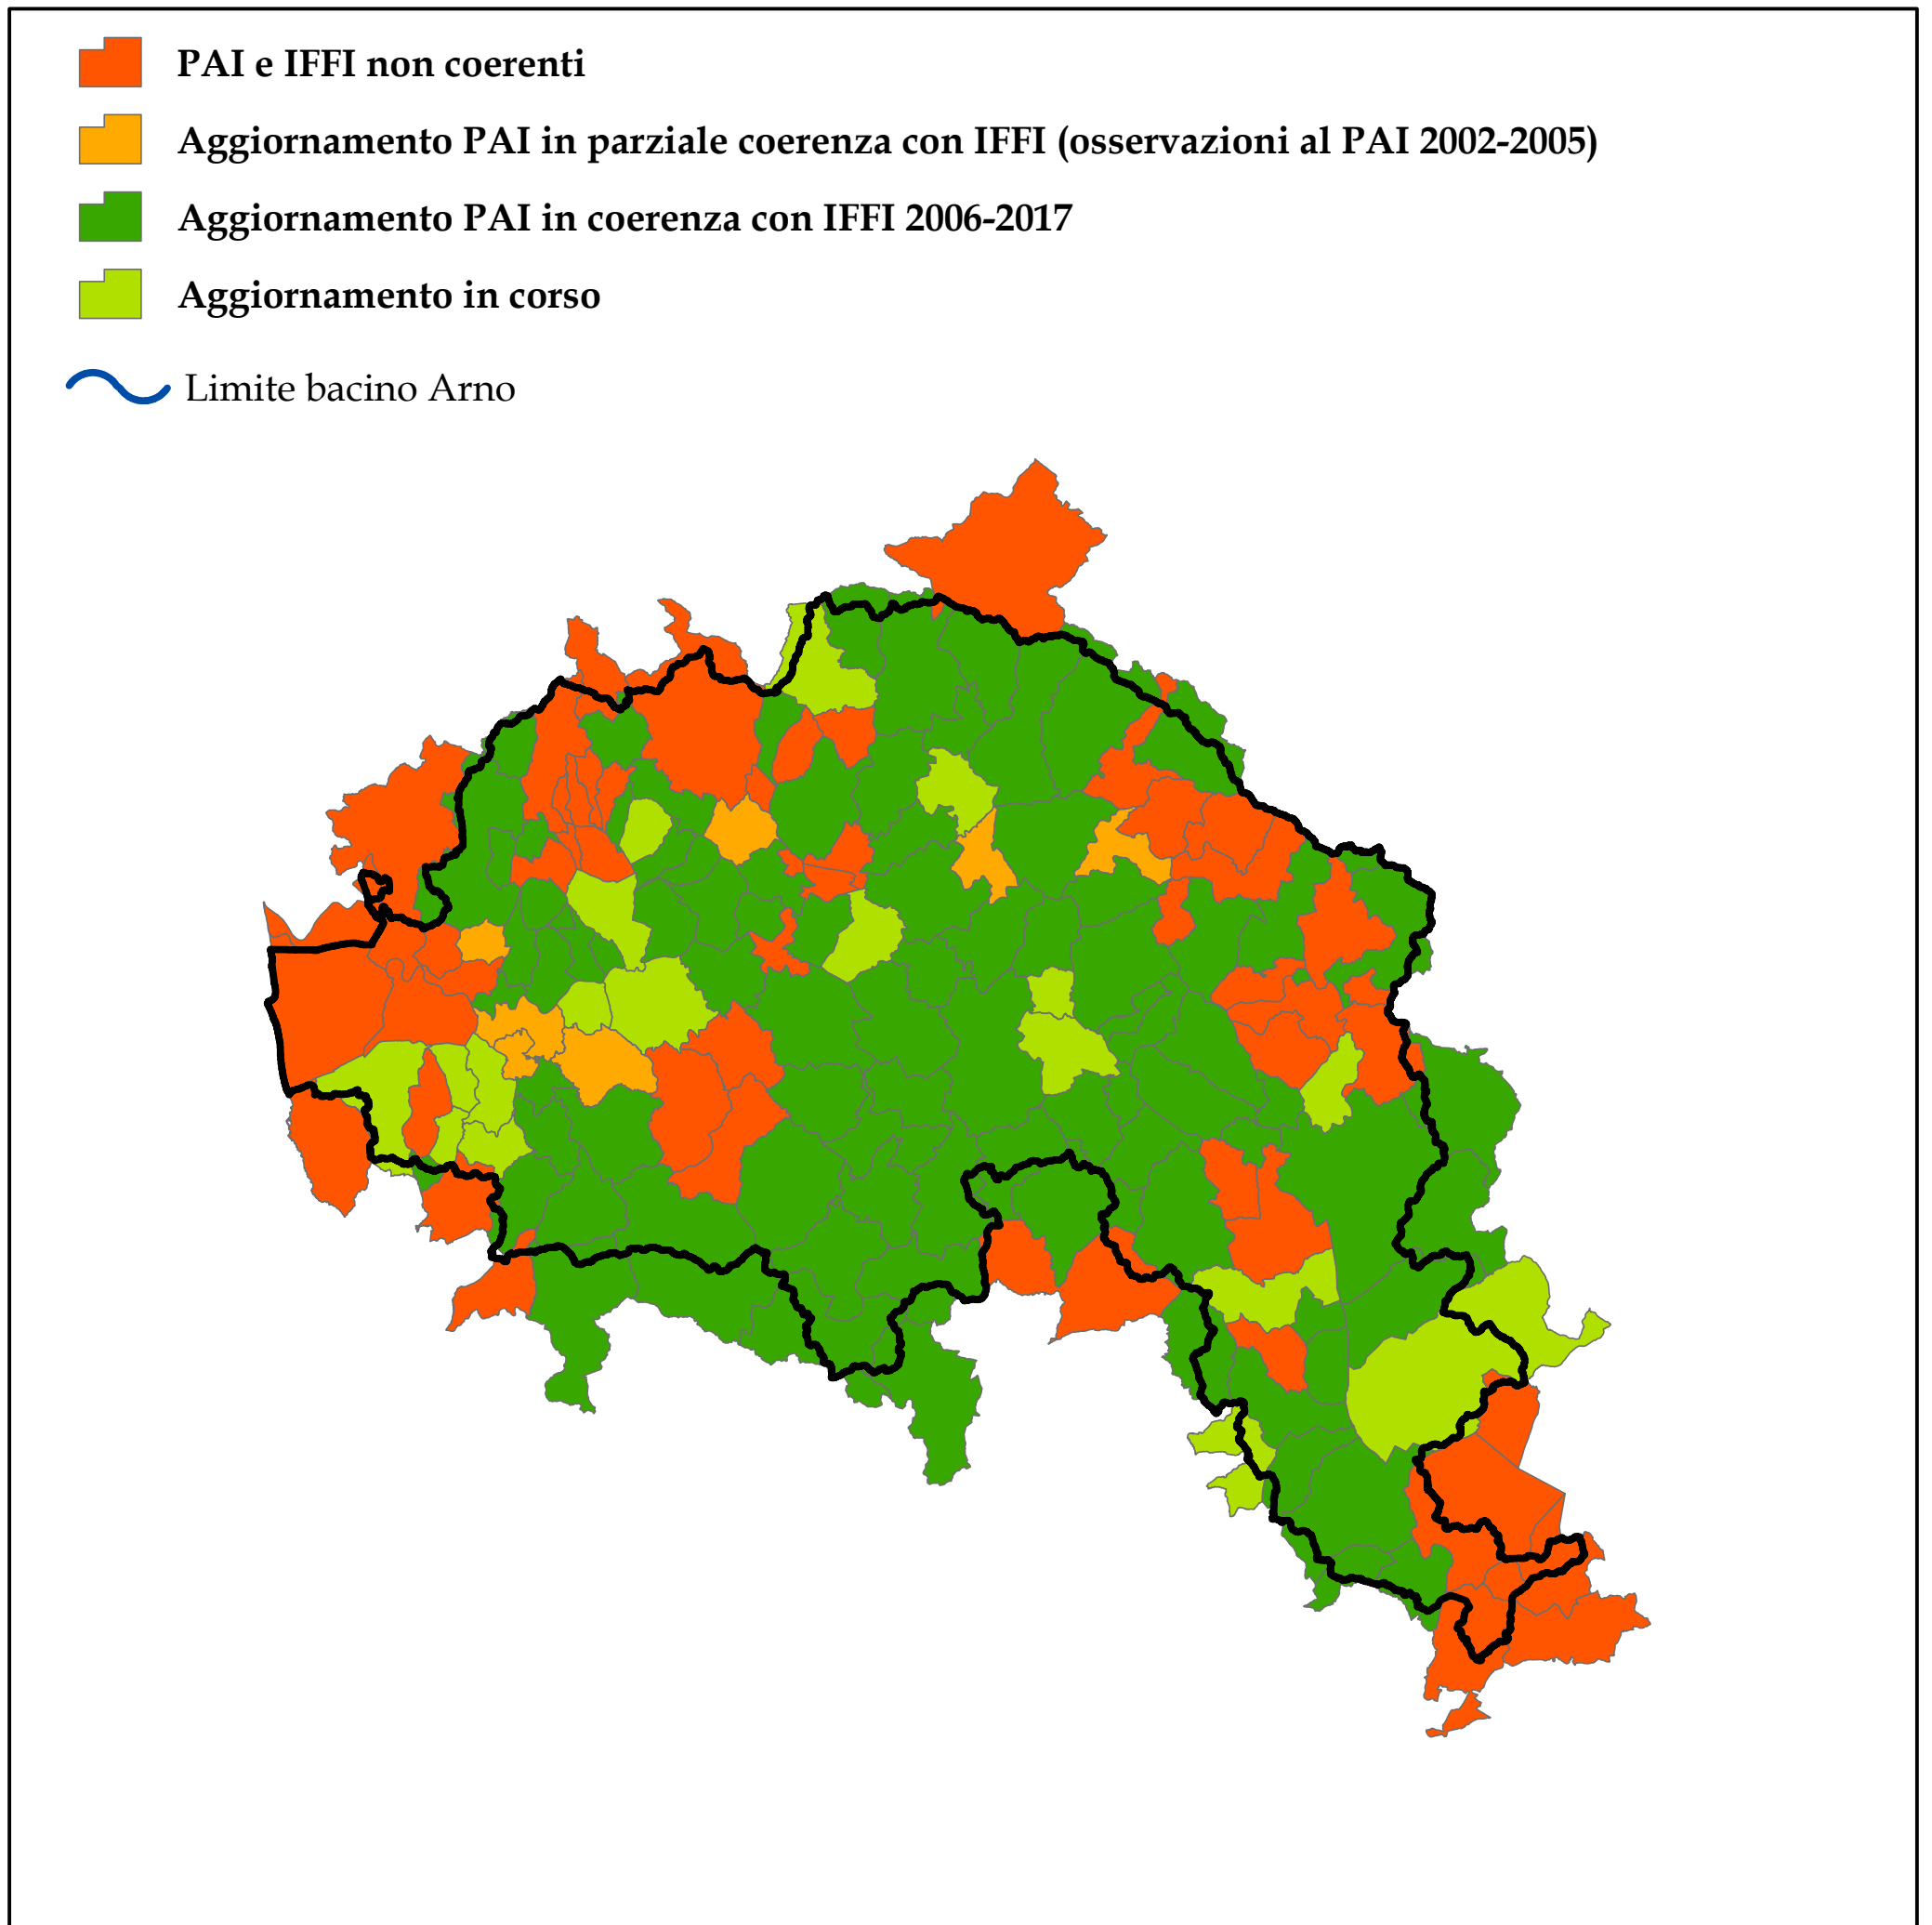 PAI e IFFI non coerenti
Aggiornamento PAI in parziale coerenza con IFFI (osservazioni al PAI 2002-2005)
Aggiornamento PAI in coerenza con IFFI 2006-2017
Aggiornamento in corso
Limite bacino Arno